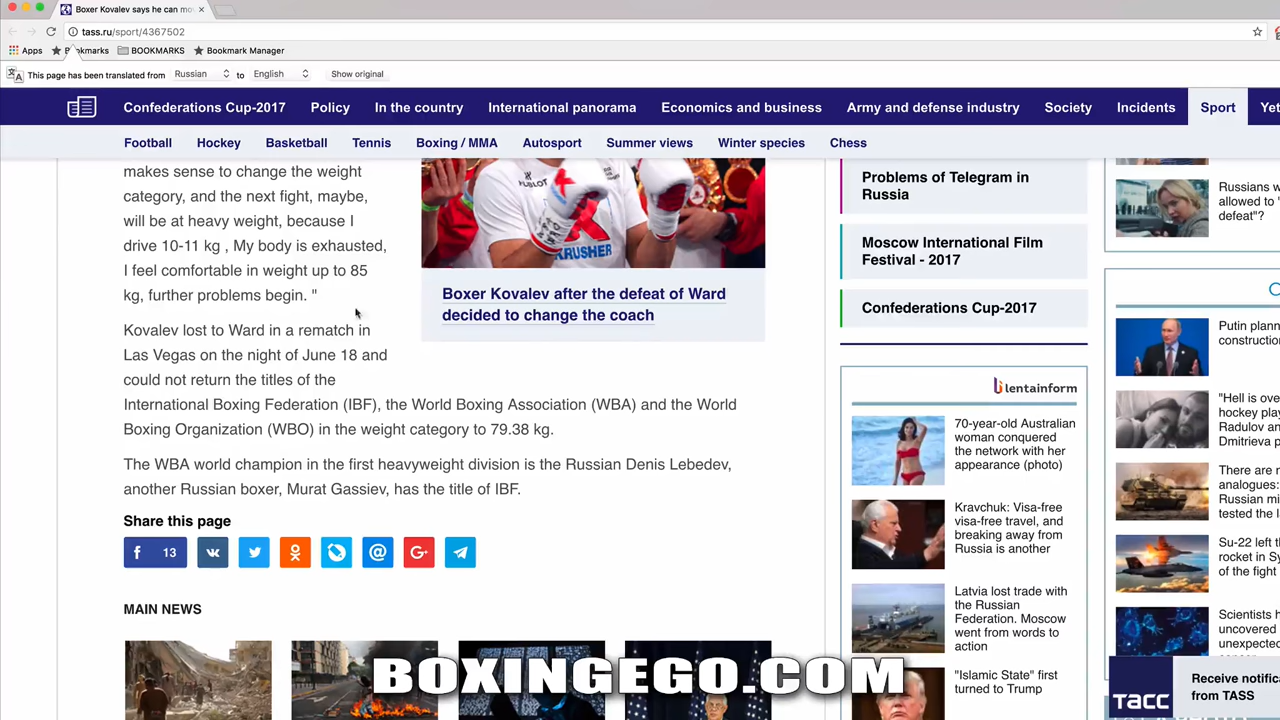 Boxer Kovalev says he can mo
tass.ru/sport/4367502
Apps
Bookmarks
BOOKMARKS
Bookmark Manager
This page has been translated from Russian to English Show original
Confederations Cup-2017 Policy In the country International panorama Economics and business Army and defense industry Society Incidents Sport Yet
Football Hockey Basketball Tennis Boxing / MMA Autosport Summer views Winter species Chess
makes sense to change the weight
category, and the next fight, maybe,
will be at heavy weight, because I
drive 10-11 kg , My body is exhausted,
I feel comfortable in weight up to 85
kg, further problems begin. "
HUBLOT
KRUSHER
Boxer Kovalev after the defeat of Ward
decided to change the coach
Kovalev lost to Ward in a rematch in
Las Vegas on the night of June 18 and
could not return the titles of the
International Boxing Federation (IBF), the World Boxing Association (WBA) and the World
Boxing Organization (WBO) in the weight category to 79.38 kg.
The WBA world champion in the first heavyweight division is the Russian Denis Lebedev,
another Russian boxer, Murat Gassiev, has the title of IBF.
Share this page
13
MAIN NEWS
Problems of Telegram in
Russia
Moscow International Film
Festival - 2017
Confederations Cup-2017
lentainform
70-year-old Australian
woman conquered
the network with her
appearance (photo)
Kravchuk: Visa-free
visa-free travel, and
breaking away from
Russia is another
Latvia lost trade with
the Russian
Federation. Moscow
went from words to
action
"Islamic State" first
turned to Trump
Russians w
allowed to "
defeat"?
Putin plann
construction
"Hell is ove
hockey play
Radulov an
Dmitrieva p
There are n
analogues:
Russian mi
tested the la
Su-22 left th
rocket in Sy
of the fight
Scientists h
uncovered
unexpected
TACC
Receive notifica
from TASS
BOXINGEGO.COM